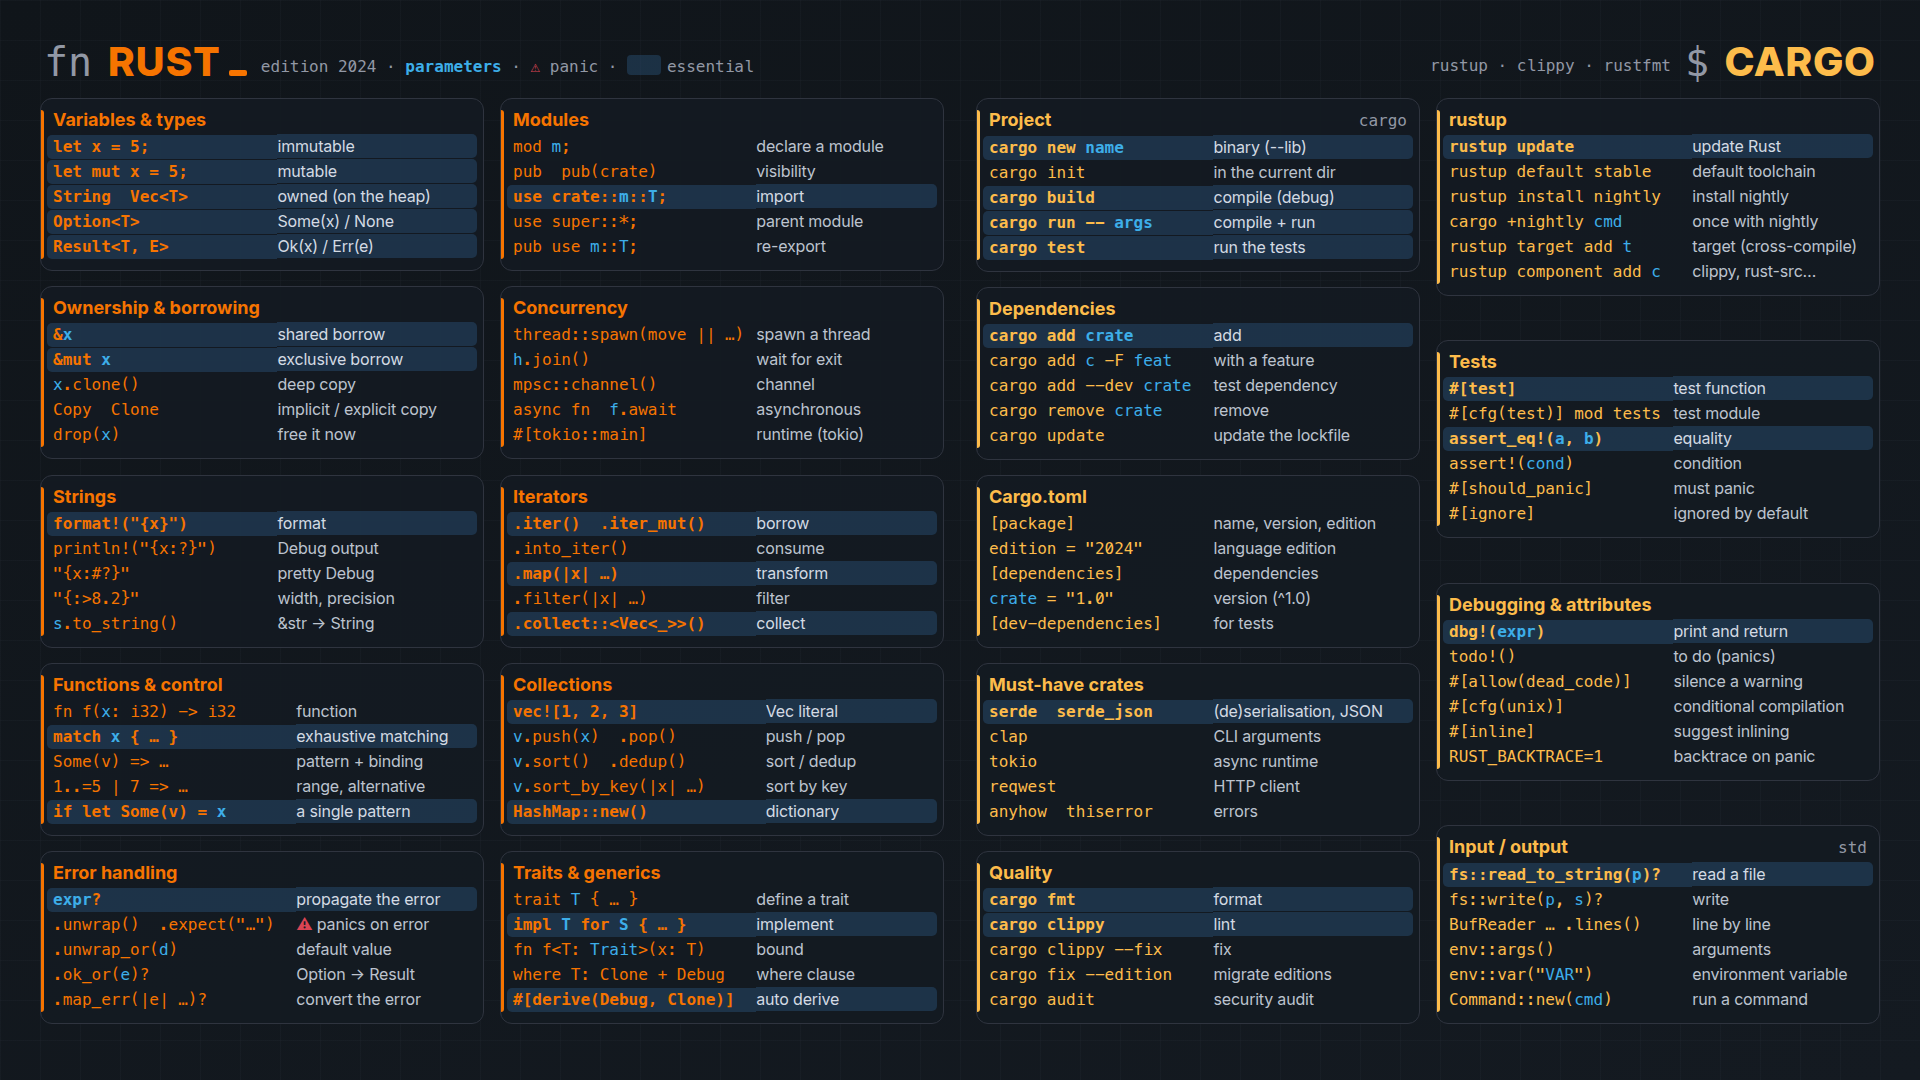 fn RUST_ edition 2024 · parameters · ⚠ panic · essential
rustup · clippy · rustfmt $ CARGO
Variables & types
let x = 5; immutable
let mut x = 5; mutable
String Vec<T> owned (on the heap)
Option<T> Some(x) / None
Result<T, E> Ok(x) / Err(e)
Ownership & borrowing
&x shared borrow
&mut x exclusive borrow
x.clone() deep copy
Copy Clone implicit / explicit copy
drop(x) free it now
Strings
format!("{x}") format
println!("{x:?}") Debug output
"{x:#?}" pretty Debug
"{:>8.2}" width, precision
s.to_string() &str → String
Functions & control
fn f(x: i32) -> i32 function
match x { … } exhaustive matching
Some(v) => … pattern + binding
1..=5 | 7 => … range, alternative
if let Some(v) = x a single pattern
Error handling
expr? propagate the error
.unwrap() .expect("…") ⚠ panics on error
.unwrap_or(d) default value
.ok_or(e)? Option → Result
.map_err(|e| …)? convert the error
Modules
mod m; declare a module
pub pub(crate) visibility
use crate::m::T; import
use super::*; parent module
pub use m::T; re-export
Concurrency
thread::spawn(move || …) spawn a thread
h.join() wait for exit
mpsc::channel() channel
async fn f.await asynchronous
#[tokio::main] runtime (tokio)
Iterators
.iter() .iter_mut() borrow
.into_iter() consume
.map(|x| …) transform
.filter(|x| …) filter
.collect::<Vec<_>>() collect
Collections
vec![1, 2, 3] Vec literal
v.push(x) .pop() push / pop
v.sort() .dedup() sort / dedup
v.sort_by_key(|x| …) sort by key
HashMap::new() dictionary
Traits & generics
trait T { … } define a trait
impl T for S { … } implement
fn f<T: Trait>(x: T) bound
where T: Clone + Debug where clause
#[derive(Debug, Clone)] auto derive
Project cargo
cargo new name binary (--lib)
cargo init in the current dir
cargo build compile (debug)
cargo run -- args compile + run
cargo test run the tests
Dependencies
cargo add crate add
cargo add c -F feat with a feature
cargo add --dev crate test dependency
cargo remove crate remove
cargo update update the lockfile
Cargo.toml
[package] name, version, edition
edition = "2024" language edition
[dependencies] dependencies
crate = "1.0" version (^1.0)
[dev-dependencies] for tests
Must-have crates
serde serde_json (de)serialisation, JSON
clap CLI arguments
tokio async runtime
reqwest HTTP client
anyhow thiserror errors
Quality
cargo fmt format
cargo clippy lint
cargo clippy --fix fix
cargo fix --edition migrate editions
cargo audit security audit
rustup
rustup update update Rust
rustup default stable default toolchain
rustup install nightly install nightly
cargo +nightly cmd once with nightly
rustup target add t target (cross-compile)
rustup component add c clippy, rust-src…
Tests
#[test] test function
#[cfg(test)] mod tests test module
assert_eq!(a, b) equality
assert!(cond) condition
#[should_panic] must panic
#[ignore] ignored by default
Debugging & attributes
dbg!(expr) print and return
todo!() to do (panics)
#[allow(dead_code)] silence a warning
#[cfg(unix)] conditional compilation
#[inline] suggest inlining
RUST_BACKTRACE=1 backtrace on panic
Input / output std
fs::read_to_string(p)? read a file
fs::write(p, s)? write
BufReader … .lines() line by line
env::args() arguments
env::var("VAR") environment variable
Command::new(cmd) run a command